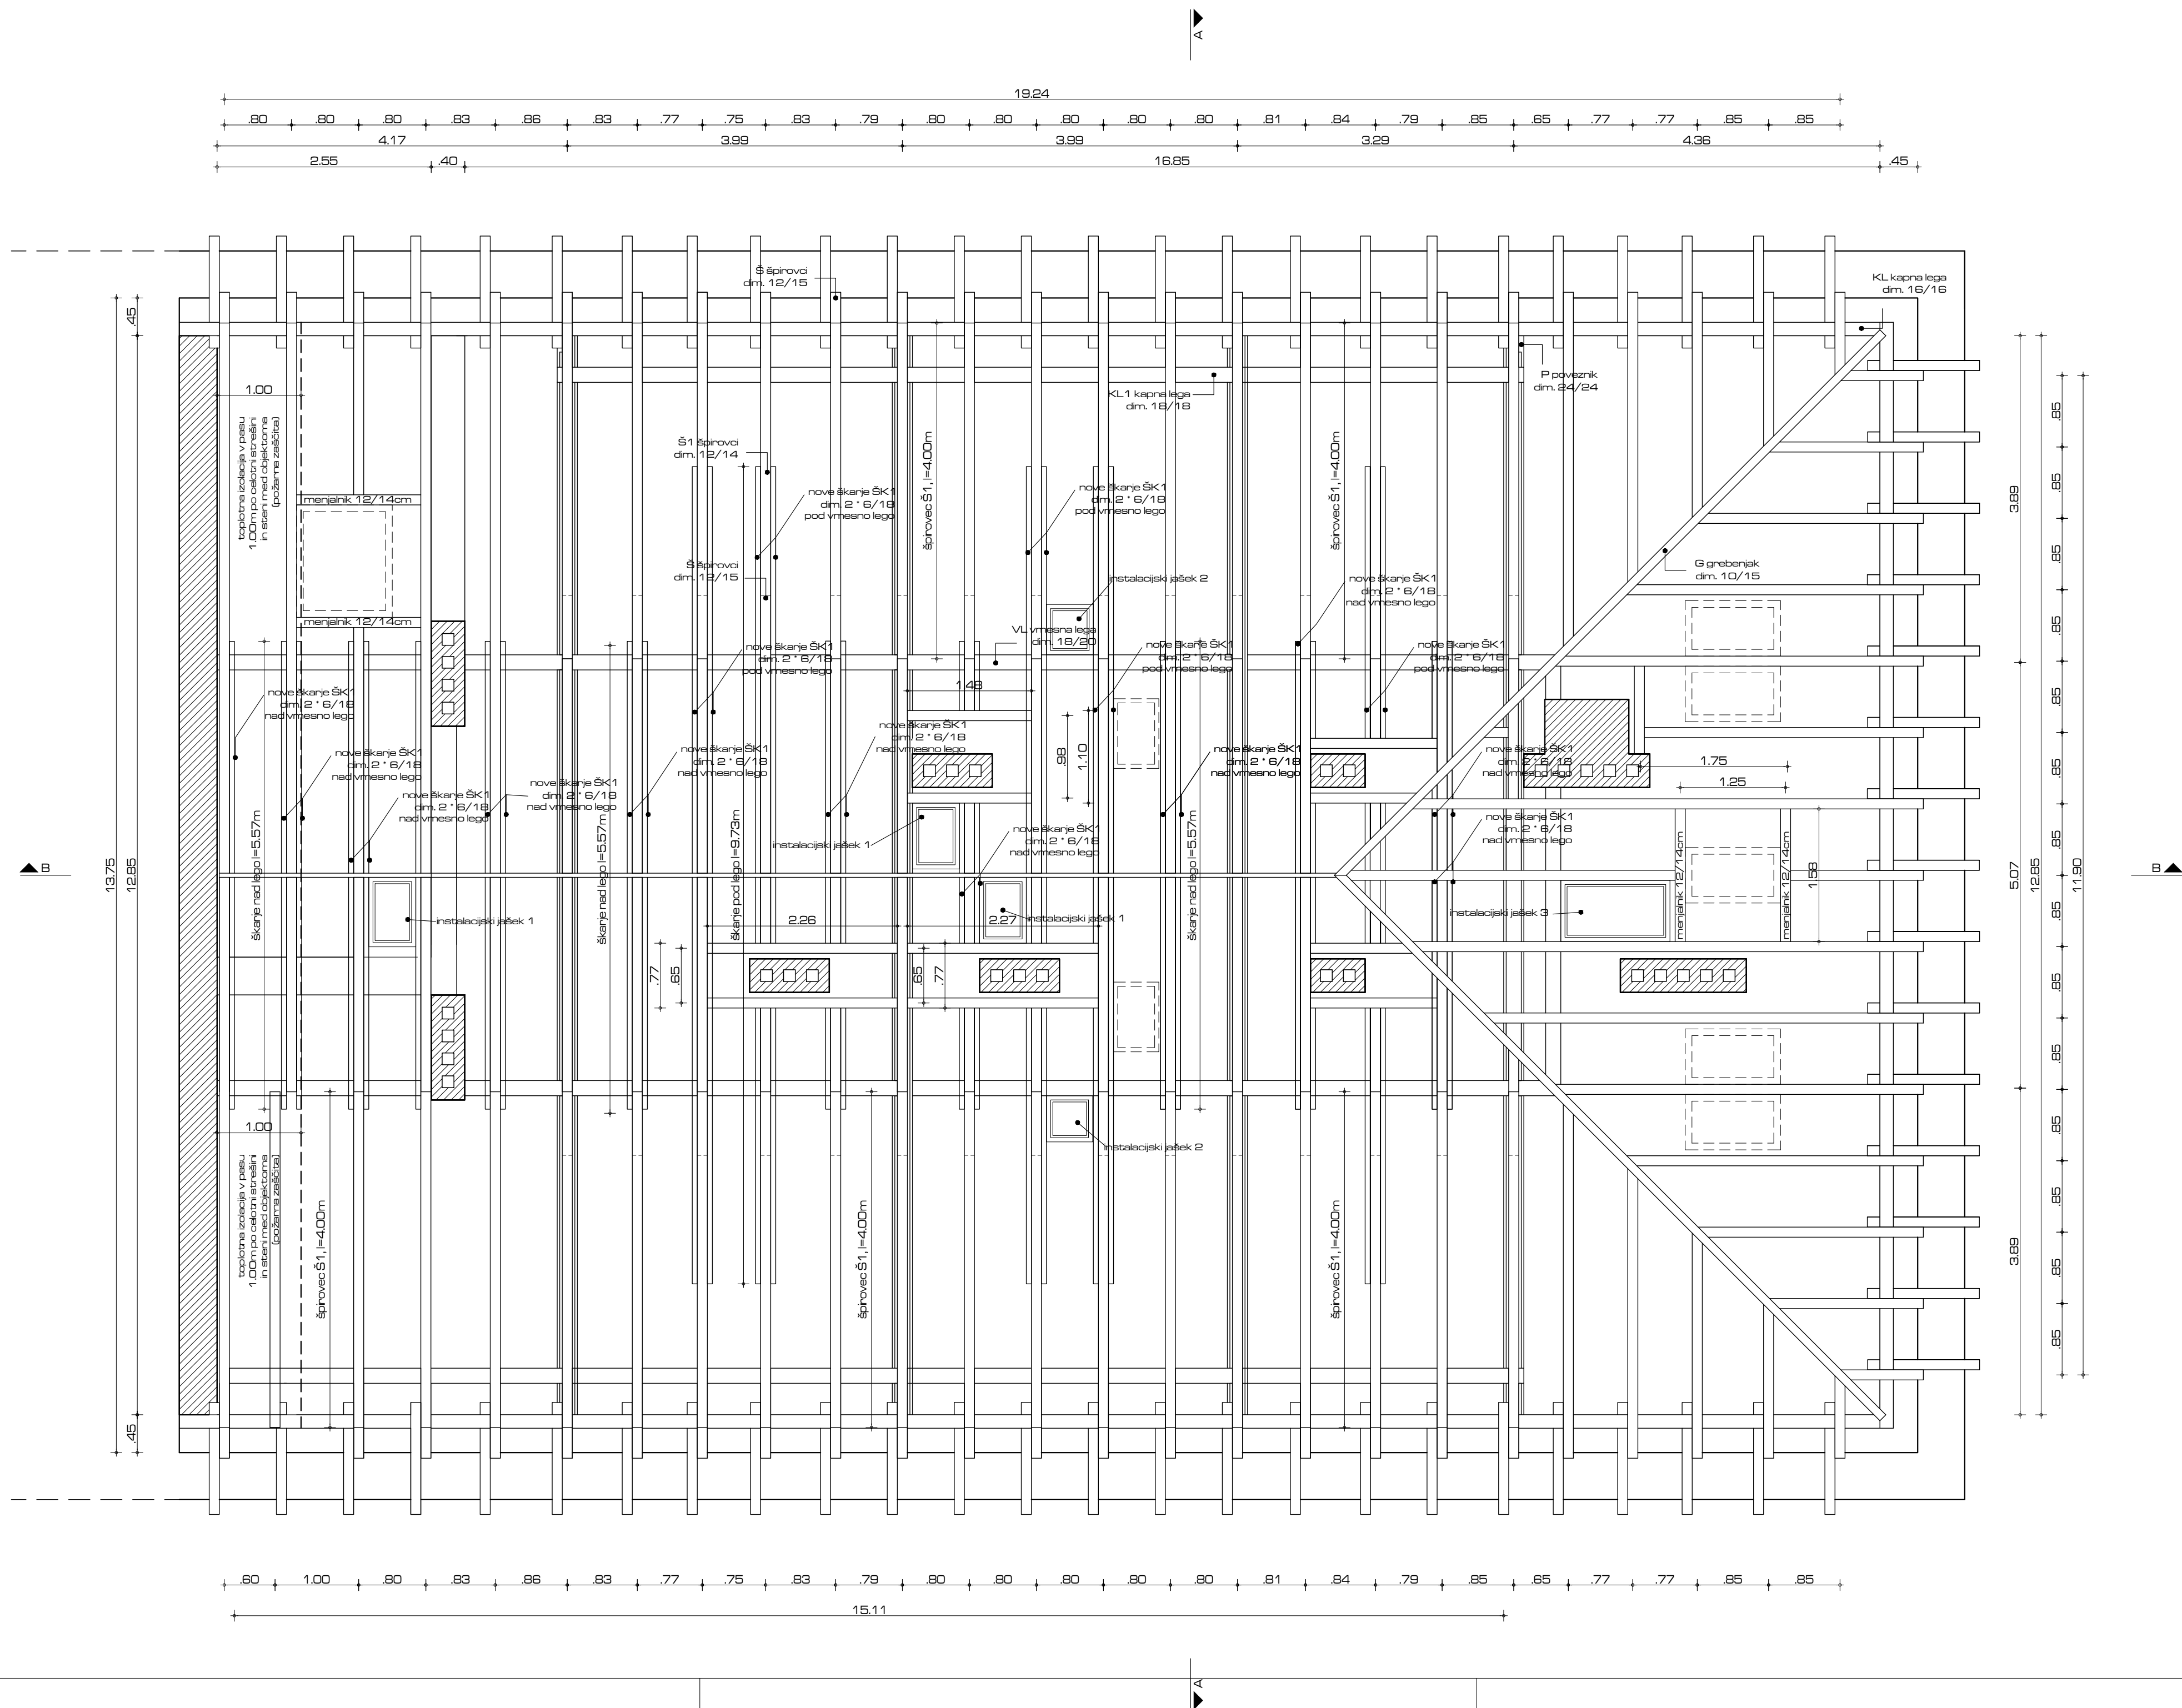 A
19.24
.80 .80 .80 .83 .86 .83 .77 .75 .83 .79 .80 .80 .80 .80 .80 .81 .84 .79 .85 .65 .77 .77 .85 .85
4.17 3.99 3.99 3.29 4.36
2.55 .40 16.85 .45
Š špirovci
dim. 12/15
KL kapna lega
dim. 16/16
.45
1.00
toplotna izolacija v pasu
1.00m po celotni strešini
in steni med objektoma
(požarna zaščita)
KL1 kapna lega
dim. 18/18
P poveznik
dim. 24/24
Š1 špirovci
dim. 12/14
špirovec Š1, l=4.00m
špirovec Š1, l=4.00m
menjalnik 12/14cm
nove škarje ŠK1
dim. 2 * 6/18
pod vmesno lego
nove škarje ŠK1
dim. 2 * 6/18
pod vmesno lego
Š špirovci
dim. 12/15
instalacijski jašek 2
nove škarje ŠK1
dim. 2 * 6/18
nad vmesno lego
G grebenjak
dim. 10/15
menjalnik 12/14cm
VL vmesna lega
dim. 18/20
nove škarje ŠK1
dim. 2 * 6/18
pod vmesno lego
nove škarje ŠK1
dim. 2 * 6/18
pod vmesno lego
nove škarje ŠK1
dim. 2 * 6/18
pod vmesno lego
nove škarje ŠK1
dim. 2 * 6/18
nad vmesno lego
1.48
nove škarje ŠK1
dim. 2 * 6/18
nad vmesno lego
nove škarje ŠK1
dim. 2 * 6/18
nad vmesno lego
nove škarje ŠK1
dim. 2 * 6/18
nad vmesno lego
.98
1.10
nove škarje ŠK1
dim. 2 * 6/18
nad vmesno lego
nove škarje ŠK1
dim. 2 * 6/18
nad vmesno lego
1.75
1.25
nove škarje ŠK1
dim. 2 * 6/18
nad vmesno lego
nove škarje ŠK1
dim. 2 * 6/18
nad vmesno lego
nove škarje ŠK1
dim. 2 * 6/18
nad vmesno lego
nove škarje ŠK1
dim. 2 * 6/18
nad vmesno lego
instalacijski jašek 1
škarje nad lego l=5.57m
škarje nad lego l=5.57m
škarje pod lego l=9.73m
škarje nad lego l=5.57m
menjalnik 12/14cm
menjalnik 12/14cm
1.58
B
13.75
12.85
B
instalacijski jašek 1
2.26
2.27
instalacijski jašek 1
instalacijski jašek 3
.77
.65
.65
.77
1.00
instalacijski jašek 2
toplotna izolacija v pasu
1.00m po celotni strešini
in steni med objektoma
(požarna zaščita)
špirovec Š1, l=4.00m
špirovec Š1, l=4.00m
špirovec Š1, l=4.00m
.45
3.89
5.07
3.89
12.85
.85
.85
.85
.85
.85
.85
.85
.85
.85
.85
.85
.85
.85
.85
11.90
.60 1.00 .80 .83 .86 .83 .77 .75 .83 .79 .80 .80 .80 .80 .80 .81 .84 .79 .85 .65 .77 .77 .85 .85
15.11
A